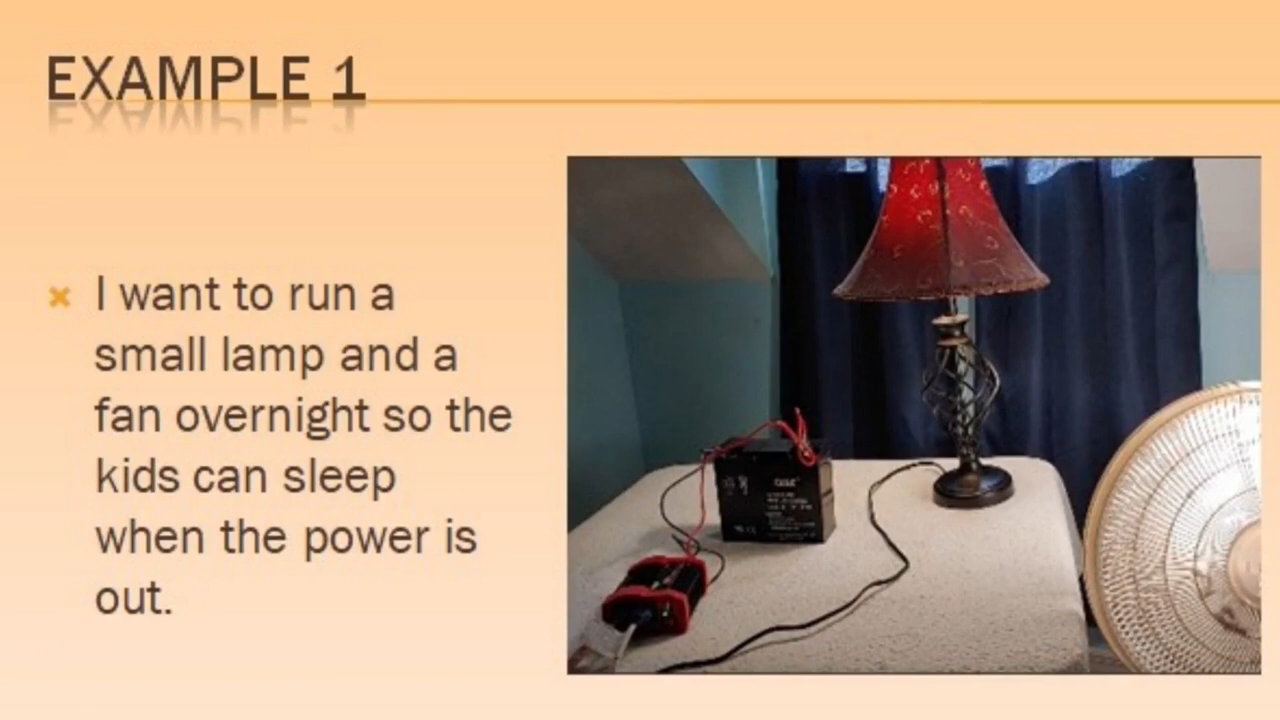 EXAMPLE 1
I want to run a
small lamp and a
fan overnight so the
kids can sleep
when the power is
out.